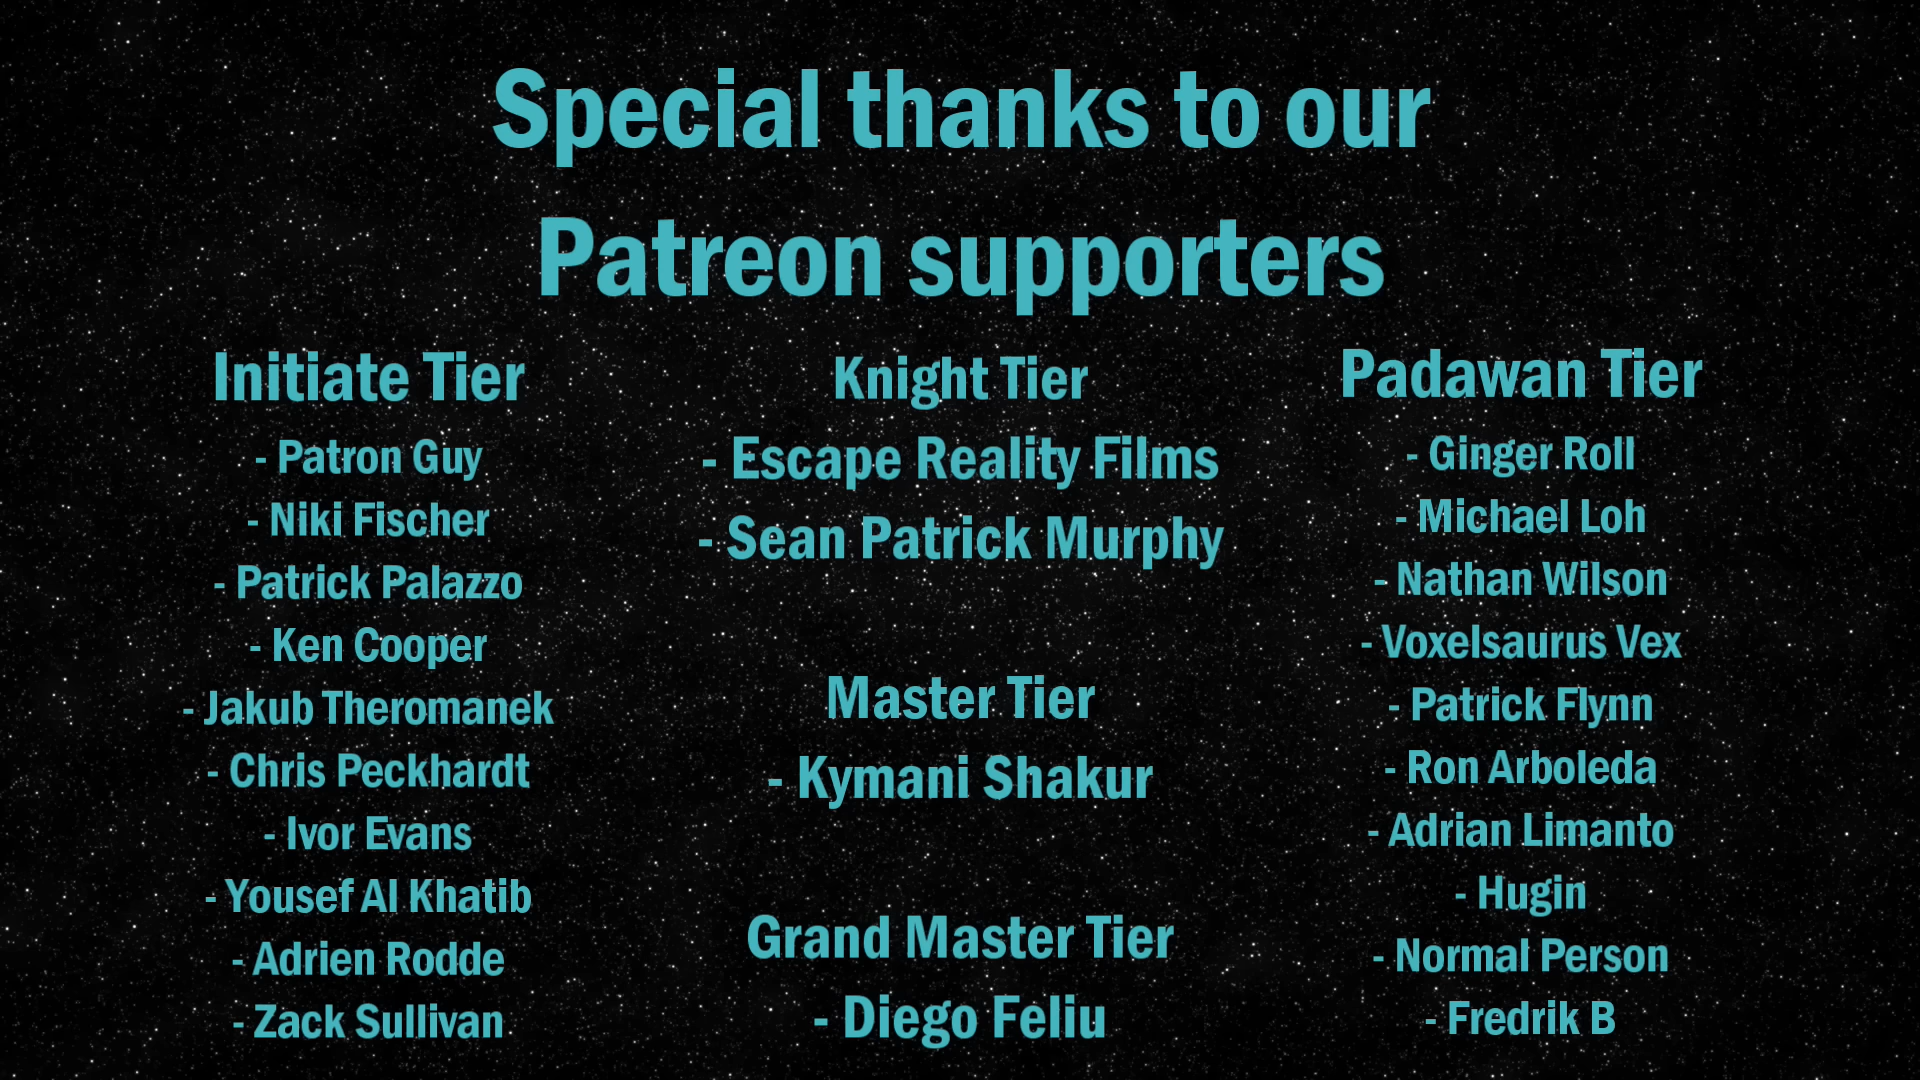 Special thanks to our
Patreon supporters
Initiate Tier
- Patron Guy
- Niki Fischer
- Patrick Palazzo
- Ken Cooper
- Jakub Theromanek
- Chris Peckhardt
- Ivor Evans
- Yousef Al Khatib
- Adrien Rodde
- Zack Sullivan
Knight Tier
- Escape Reality Films
- Sean Patrick Murphy
Master Tier
- Kymani Shakur
Grand Master Tier
- Diego Feliu
Padawan Tier
- Ginger Roll
- Michael Loh
- Nathan Wilson
- Voxelsaurus Vex
- Patrick Flynn
- Ron Arboleda
- Adrian Limanto
- Hugin
- Normal Person
- Fredrik B